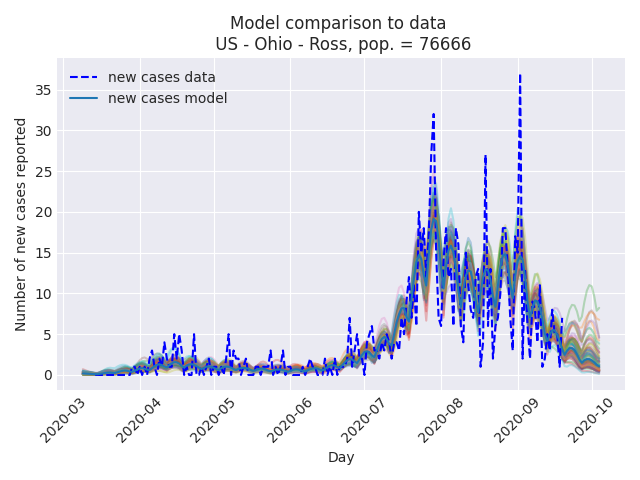 Model comparison to data
US - Ohio - Ross, pop. = 76666
new cases data
new cases model
Number of new cases reported
35
30
25
20
15
10
5
0
2020-03
2020-04
2020-05
2020-06
2020-07
2020-08
2020-09
2020-10
Day